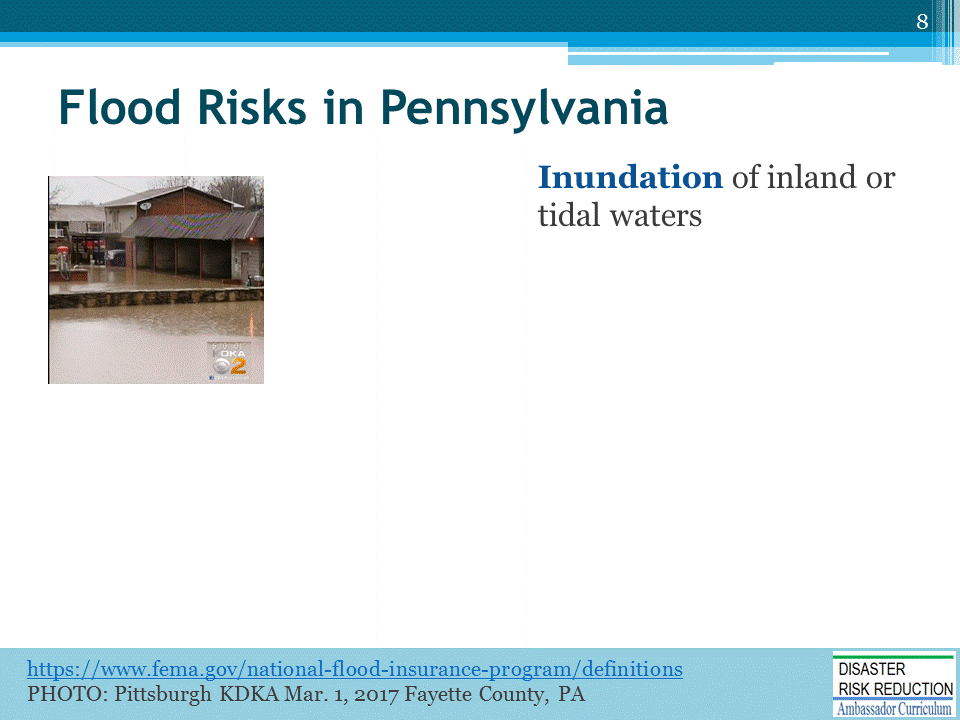 8
Flood Risks in Pennsylvania
Inundation of inland or
tidal waters
KDKA
2
https://www.fema.gov/national-flood-insurance-program/definitions
PHOTO: Pittsburgh KDKA Mar. 1, 2017 Fayette County, PA
DISASTER
RISK REDUCTION
Ambassador Curriculum